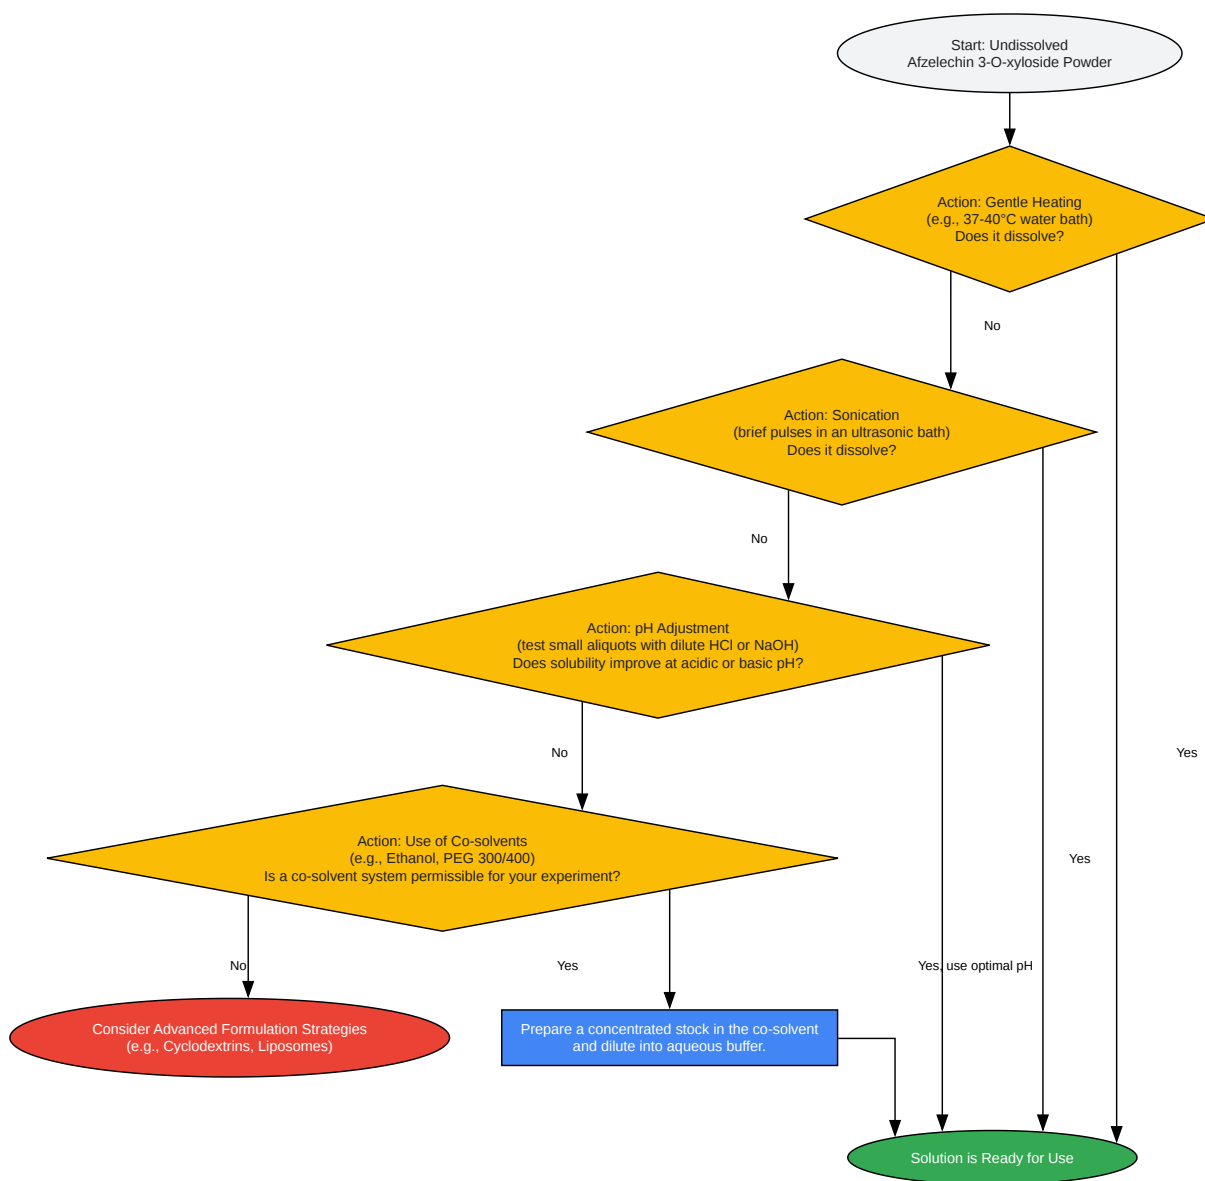 Start: Undissolved
Afzelechin 3-O-xyloside Powder
Action: Gentle Heating
(e.g., 37-40°C water bath)
Does it dissolve?
No
Action: Sonication
(brief pulses in an ultrasonic bath)
Does it dissolve?
No
Action: pH Adjustment
(test small aliquots with dilute HCl or NaOH)
Does solubility improve at acidic or basic pH?
No
Yes
Action: Use of Co-solvents
(e.g., Ethanol, PEG 300/400)
Is a co-solvent system permissible for your experiment?
Yes
No
Yes
Yes, use optimal pH
Consider Advanced Formulation Strategies
(e.g., Cyclodextrins, Liposomes)
Prepare a concentrated stock in the co-solvent
and dilute into aqueous buffer.
Solution is Ready for Use